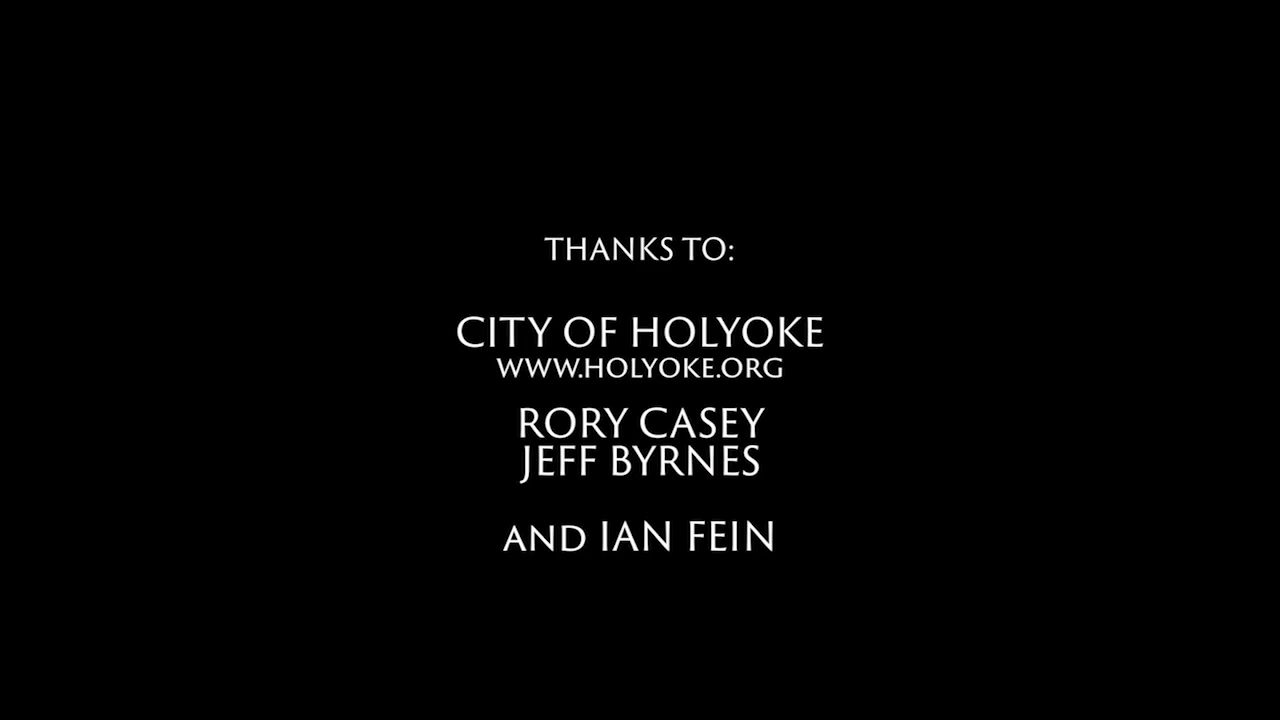 THANKS TO:
CITY OF HOLYOKE
WWW.HOLYOKE.ORG
RORY CASEY
JEFF BYRNES
AND IAN FEIN